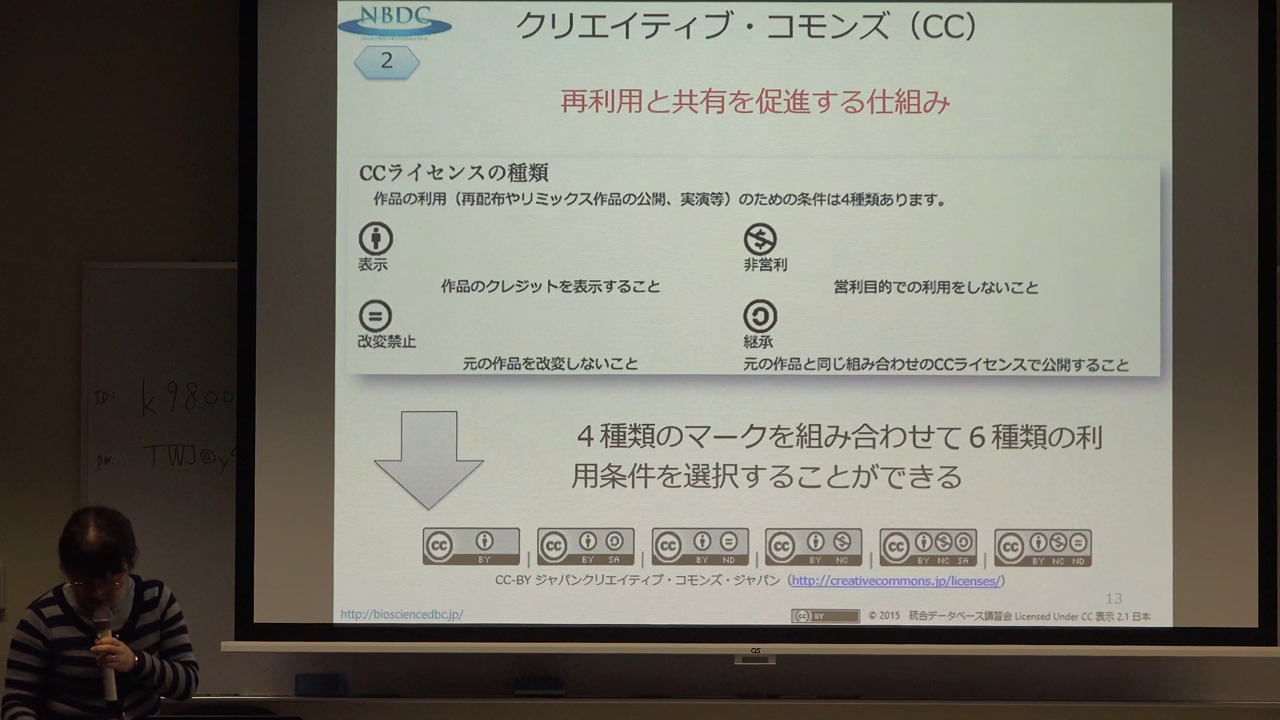 NBDC
2
クリエイティブ・コモンズ（CC）
再利用と共有を促進する仕組み
CCライセンスの種類
作品の利用（再配布やリミックス作品の公開、実演等）のための条件は4種類あります。
表示
作品のクレジットを表示すること
非営利
営利目的での利用をしないこと
改変禁止
元の作品を改変しないこと
継承
元の作品と同じ組み合わせのCCライセンスで公開すること
４種類のマークを組み合わせて６種類の利
用条件を選択することができる
cc BY | cc BY SA | cc BY ND | cc BY NC | cc BY NC SA | cc BY NC ND
CC-BY ジャパンクリエイティブ・コモンズ・ジャパン（http://creativecommons.jp/licenses/）
13
http://biosciencedbc.jp/
cc BY © 2015 統合データベース講習会 Licensed Under CC 表示 2.1 日本
ID: k9800
pw: TWJ@y
OS